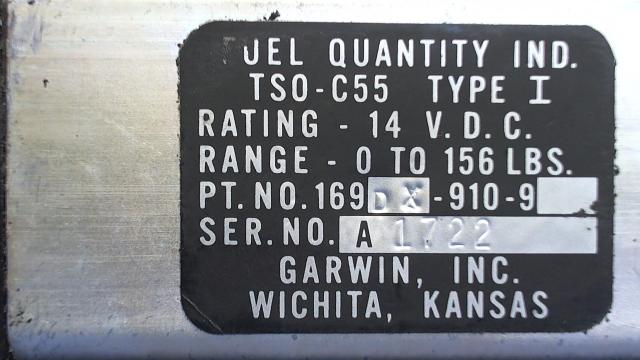 UEL QUANTITY IND.
TSO-C55 TYPE I
RATING - 14 V.D.C.
RANGE - 0 TO 156 LBS.
PT. NO. 169DX-910-9
SER. NO. A 1722
GARWIN, INC.
WICHITA, KANSAS